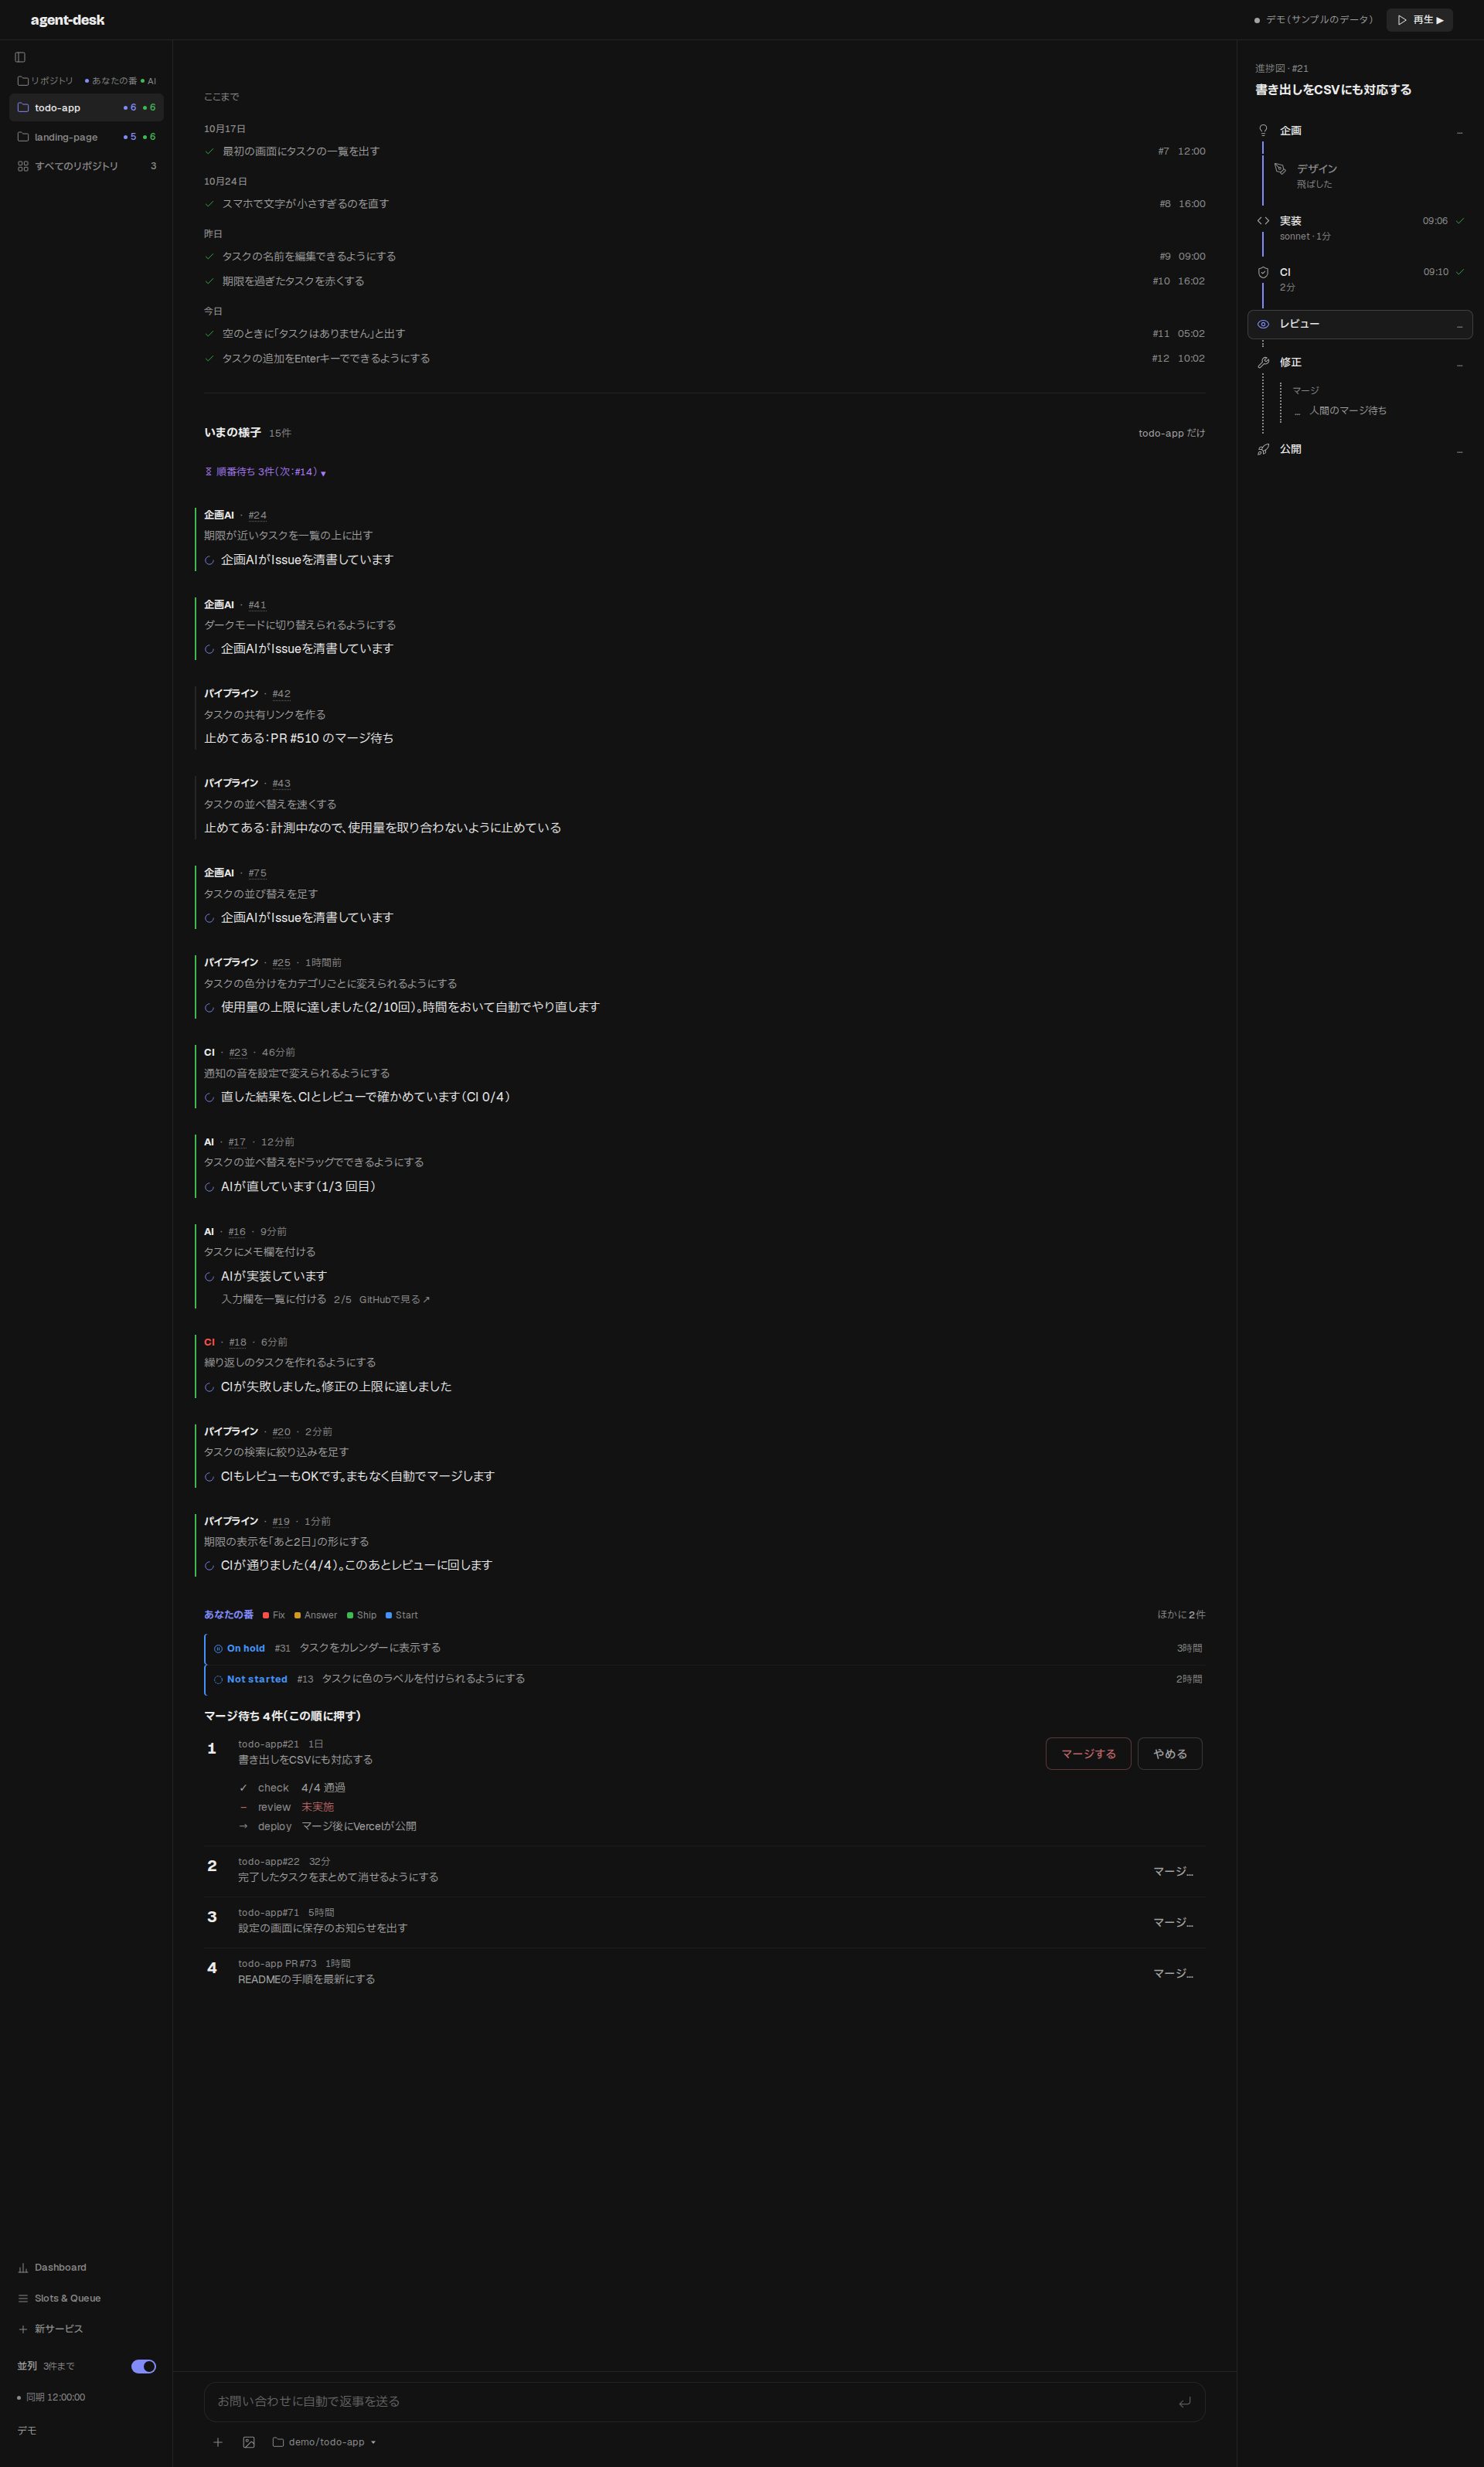 agent-desk
デモ(サンプルのデータ)
再生 ▶
リポジトリ ● あなたの番 ● AI
todo-app ● 6 ● 6
landing-page ● 5 ● 6
すべてのリポジトリ 3
ここまで
10月17日
✓ 最初の画面にタスクの一覧を出す #7 12:00
10月24日
✓ スマホで文字が小さすぎるのを直す #8 16:00
昨日
✓ タスクの名前を編集できるようにする #9 09:00
✓ 期限を過ぎたタスクを赤くする #10 16:02
今日
✓ 空のときに「タスクはありません」と出す #11 05:02
✓ タスクの追加をEnterキーでできるようにする #12 10:02
いまの様子 15件 todo-app だけ
順番待ち 3件(次:#14) ▼
企画AI · #24
期限が近いタスクを一覧の上に出す
企画AIがIssueを清書しています
企画AI · #41
ダークモードに切り替えられるようにする
企画AIがIssueを清書しています
パイプライン · #42
タスクの共有リンクを作る
止めてある:PR #510 のマージ待ち
パイプライン · #43
タスクの並べ替えを速くする
止めてある:計測中なので、使用量を取り合わないように止めている
企画AI · #75
タスクの並び替えを足す
企画AIがIssueを清書しています
パイプライン · #25 · 1時間前
タスクの色分けをカテゴリごとに変えられるようにする
使用量の上限に達しました(2/10回)。時間をおいて自動でやり直します
CI · #23 · 46分前
通知の音を設定で変えられるようにする
直した結果を、CIとレビューで確かめています(CI 0/4)
AI · #17 · 12分前
タスクの並べ替えをドラッグでできるようにする
AIが直しています(1/3 回目)
AI · #16 · 9分前
タスクにメモ欄を付ける
AIが実装しています
入力欄を一覧に付ける 2/5 GitHubで見る ↗
CI · #18 · 6分前
繰り返しのタスクを作れるようにする
CIが失敗しました。修正の上限に達しました
パイプライン · #20 · 2分前
タスクの検索に絞り込みを足す
CIもレビューもOKです。まもなく自動でマージします
パイプライン · #19 · 1分前
期限の表示を「あと2日」の形にする
CIが通りました(4/4)。このあとレビューに回します
あなたの番 Fix Answer Ship Start ほかに 2 件
On hold #31 タスクをカレンダーに表示する 3時間
Not started #13 タスクに色のラベルを付けられるようにする 2時間
マージ待ち 4件(この順に押す)
1 todo-app#21 1日
書き出しをCSVにも対応する
マージする やめる
✓ check 4/4 通過
– review 未実施
→ deploy マージ後にVercelが公開
2 todo-app#22 32分
完了したタスクをまとめて消せるようにする
マージ…
3 todo-app#71 5時間
設定の画面に保存のお知らせを出す
マージ…
4 todo-app PR#73 1時間
READMEの手順を最新にする
マージ…
進捗図 · #21
書き出しをCSVにも対応する
企画 …
デザイン
飛ばした
実装 09:06 ✓
sonnet · 1分
CI 09:10 ✓
2分
レビュー …
修正 …
マージ
… 人間のマージ待ち
公開 …
Dashboard
Slots & Queue
新サービス
並列 3件まで
● 同期 12:00:00
デモ
お問い合わせに自動で返事を送る
demo/todo-app ▼